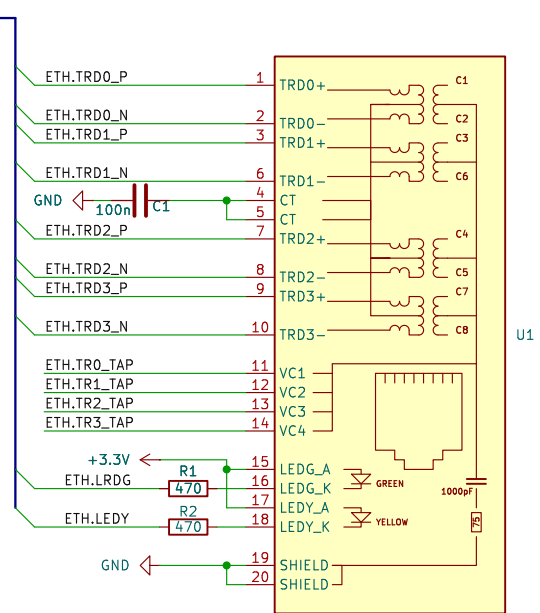 ETH.TRD0_P 1 TRD0+ C1
ETH.TRD0_N 2 TRD0- C2
ETH.TRD1_P 3 TRD1+ C3
ETH.TRD1_N 6 TRD1- C6
GND 100n C1 4 CT
5 CT
ETH.TRD2_P 7 TRD2+ C4
ETH.TRD2_N 8 TRD2- C5
ETH.TRD3_P 9 TRD3+ C7
ETH.TRD3_N 10 TRD3- C8
U1
ETH.TR0_TAP 11 VC1
ETH.TR1_TAP 12 VC2
ETH.TR2_TAP 13 VC3
ETH.TR3_TAP 14 VC4
+3.3V 15 LEDG_A
ETH.LRDG R1 470 16 LEDG_K GREEN
17 LEDY_A 1000pF
ETH.LEDY R2 470 18 LEDY_K YELLOW 75
GND 19 SHIELD
20 SHIELD